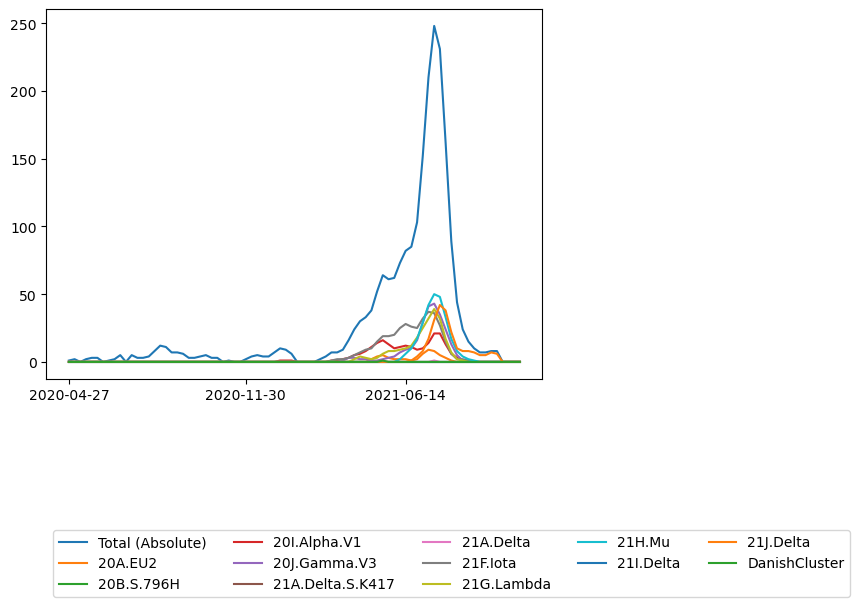 250
200
150
100
50
0
2020-04-27 2020-11-30 2021-06-14
Total (Absolute) 20I.Alpha.V1 21A.Delta 21H.Mu 21J.Delta
20A.EU2 20J.Gamma.V3 21F.Iota 21I.Delta DanishCluster
20B.S.796H 21A.Delta.S.K417 21G.Lambda